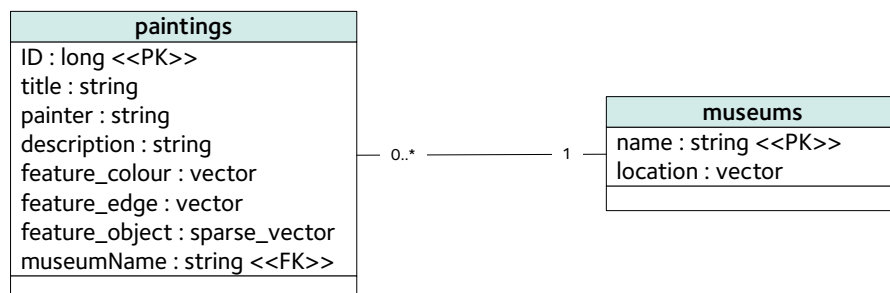 paintings
ID : long <<PK>>
title : string
painter : string
description : string
feature_colour : vector
feature_edge : vector
feature_object : sparse_vector
museumName : string <<FK>>
0..*
1
museums
name : string <<PK>>
location : vector